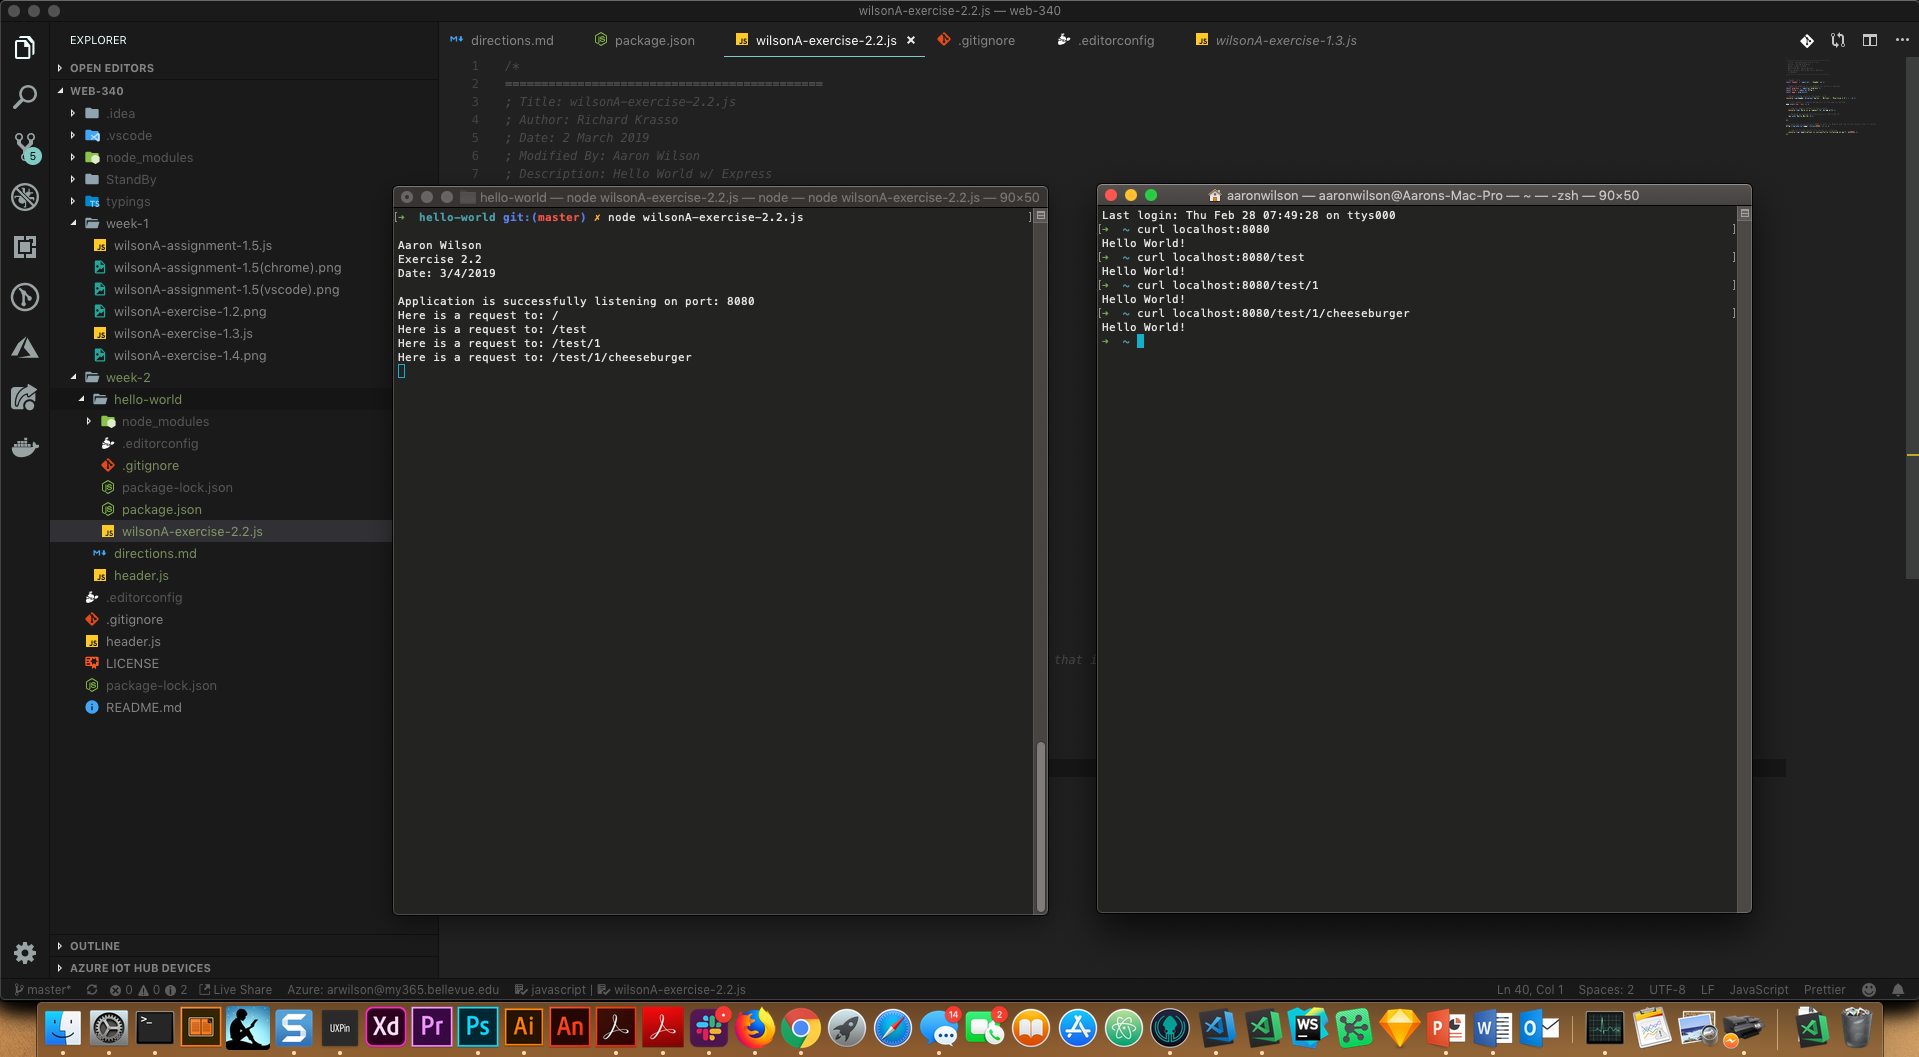 wilsonA-exercise-2.2.js — web-340
EXPLORER
OPEN EDITORS
WEB-340
.idea
.vscode
node_modules
StandBy
typings
week-1
wilsonA-assignment-1.5.js
wilsonA-assignment-1.5(chrome).png
wilsonA-assignment-1.5(vscode).png
wilsonA-exercise-1.2.png
wilsonA-exercise-1.3.js
wilsonA-exercise-1.4.png
week-2
hello-world
node_modules
.editorconfig
.gitignore
package-lock.json
package.json
wilsonA-exercise-2.2.js
directions.md
header.js
.editorconfig
.gitignore
header.js
LICENSE
package-lock.json
README.md
OUTLINE
AZURE IOT HUB DEVICES
directions.md package.json wilsonA-exercise-2.2.js × .gitignore .editorconfig wilsonA-exercise-1.3.js
1 /*
2 ============================================
3 ; Title: wilsonA-exercise-2.2.js
4 ; Author: Richard Krasso
5 ; Date: 2 March 2019
6 ; Modified By: Aaron Wilson
7 ; Description: Hello World w/ Express
that i
hello-world — node wilsonA-exercise-2.2.js — node — node wilsonA-exercise-2.2.js — 90×50
[➜ hello-world git:(master) ✗ node wilsonA-exercise-2.2.js ]
Aaron Wilson
Exercise 2.2
Date: 3/4/2019
Application is successfully listening on port: 8080
Here is a request to: /
Here is a request to: /test
Here is a request to: /test/1
Here is a request to: /test/1/cheeseburger
aaronwilson — aaronwilson@Aarons-Mac-Pro — ~ — -zsh — 90×50
Last login: Thu Feb 28 07:49:28 on ttys000
[➜ ~ curl localhost:8080 ]
Hello World!
[➜ ~ curl localhost:8080/test ]
Hello World!
[➜ ~ curl localhost:8080/test/1 ]
Hello World!
[➜ ~ curl localhost:8080/test/1/cheeseburger ]
Hello World!
➜ ~
5
master* 0 0 2 Live Share Azure: arwilson@my365.bellevue.edu javascript | wilsonA-exercise-2.2.js Ln 40, Col 1 Spaces: 2 UTF-8 LF JavaScript Prettier
>_ S UXPin Xd Pr Ps Ai An 14 2 WS P W O